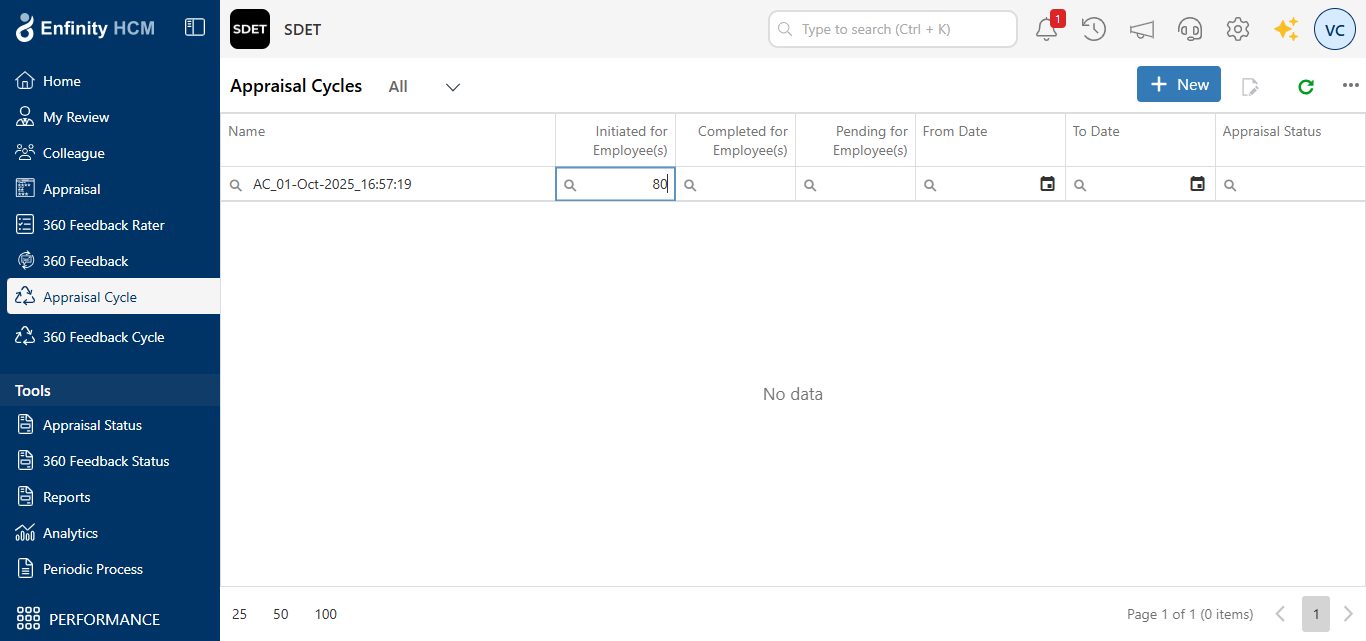 Enfinity HCM
SDET
SDET
Type to search (Ctrl + K)
1
VC
Home
My Review
Colleague
Appraisal
360 Feedback Rater
360 Feedback
Appraisal Cycle
360 Feedback Cycle
Tools
Appraisal Status
360 Feedback Status
Reports
Analytics
Periodic Process
PERFORMANCE
Appraisal Cycles
All
New
Name
Initiated for
Employee(s)
Completed for
Employee(s)
Pending for
Employee(s)
From Date
To Date
Appraisal Status
AC_01-Oct-2025_16:57:19
80
No data
25 50 100
Page 1 of 1 (0 items)
1